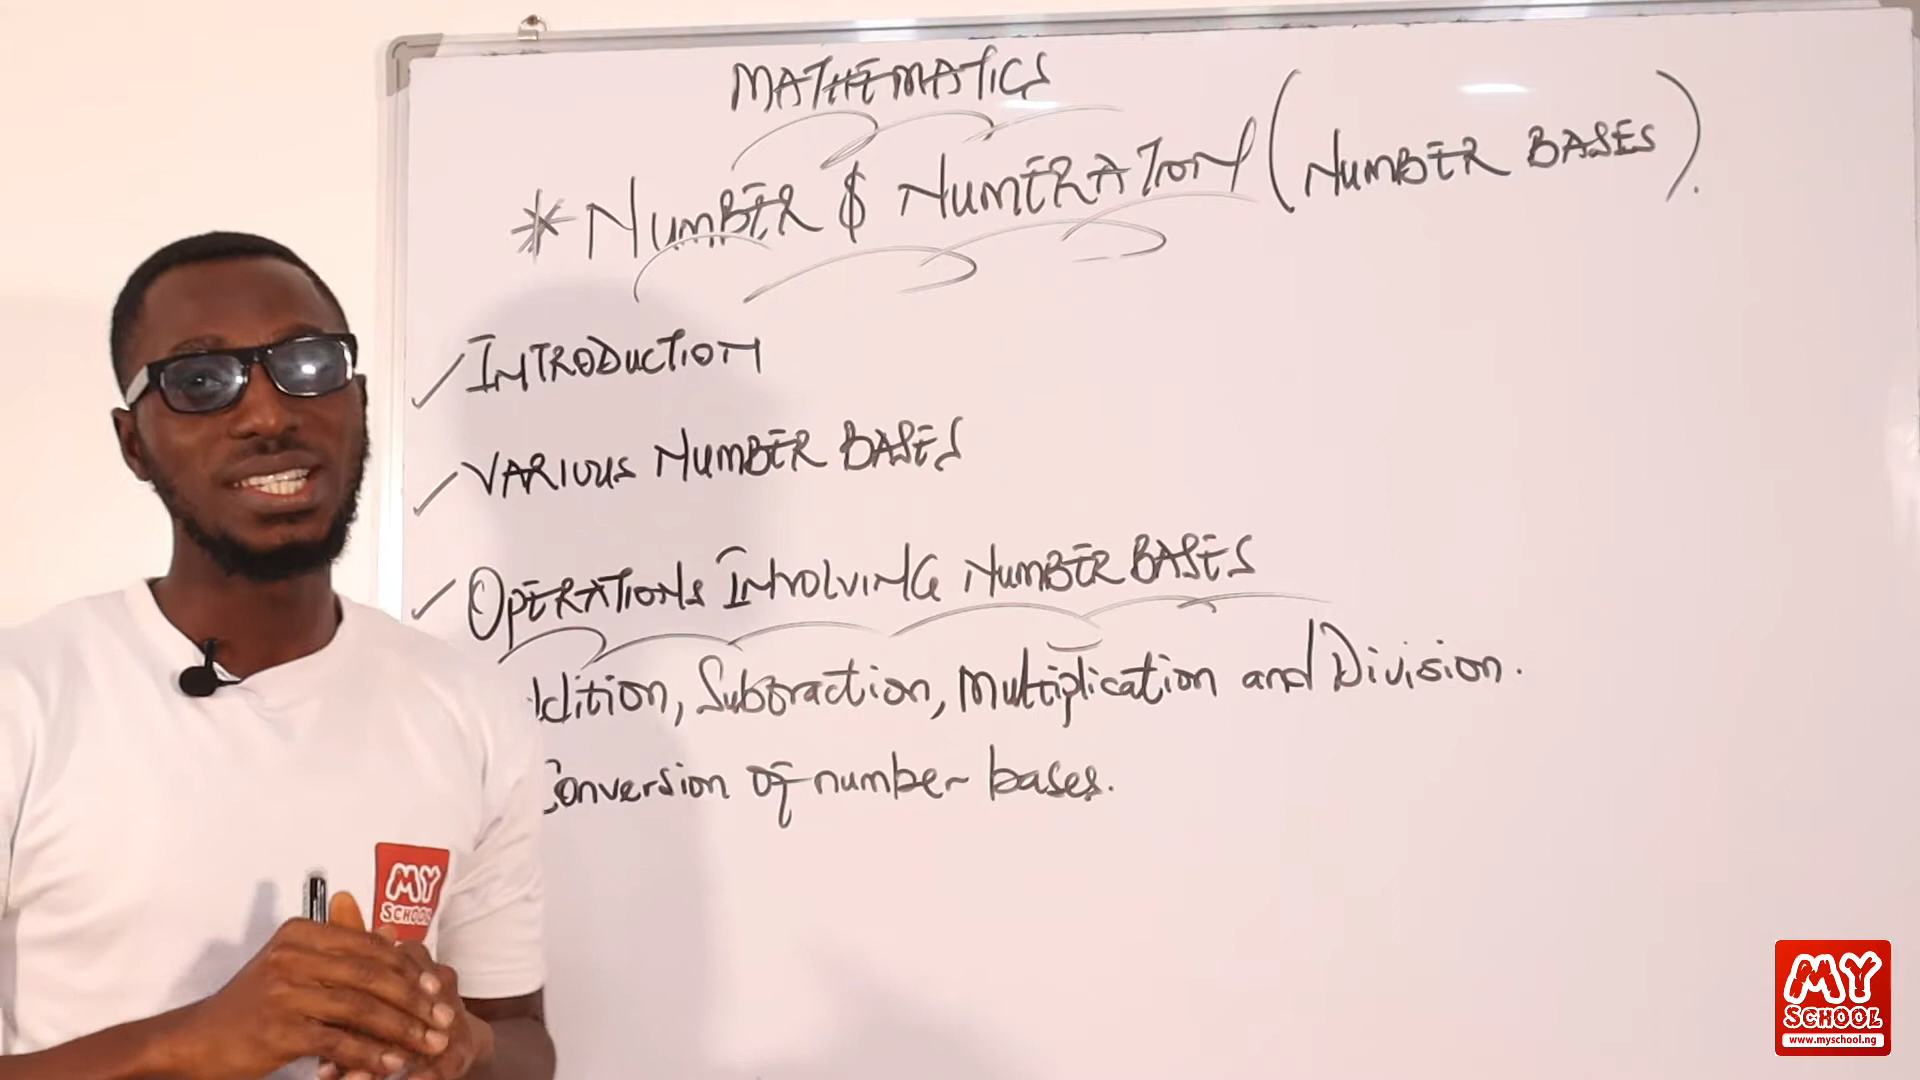 MATHEMATICS
* NUMBER & NUMERATION (NUMBER BASES).
✓ INTRODUCTION
✓ VARIOUS NUMBER BASES
✓ OPERATIONS INVOLVING NUMBER BASES
ddition, Subtraction, Multiplication and Division.
Conversion of number bases.
MY
SCHOOL
MY
SCHOOL
www.myschool.ng